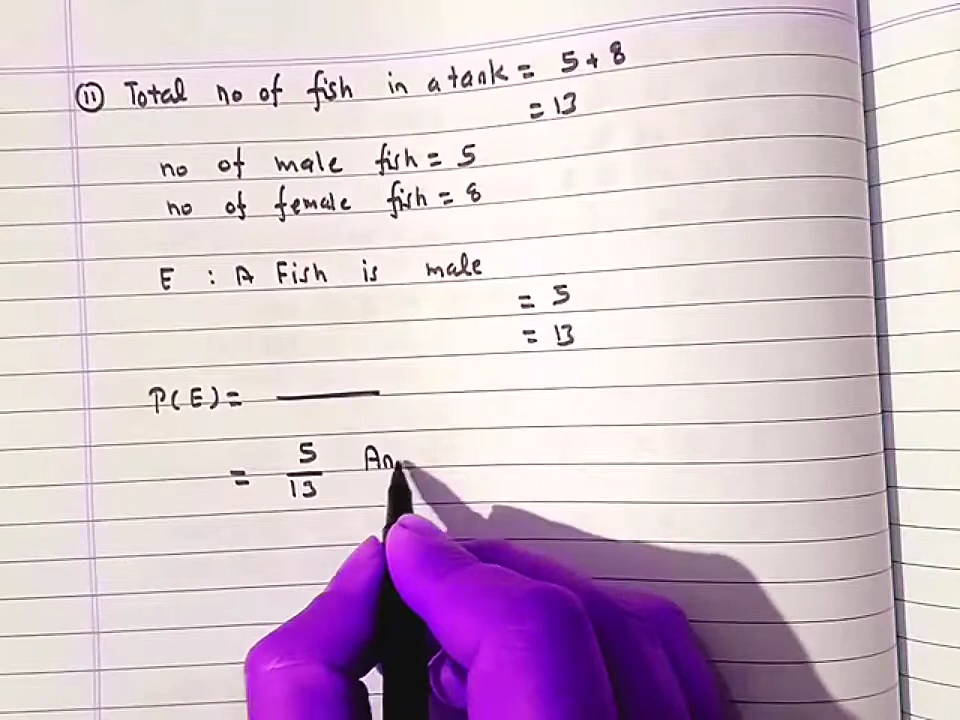 (11) Total no of fish in a tank = 5 + 8
= 13
no of male fish = 5
no of female fish = 8
E : A Fish is male
= 5
= 13
P(E) =
= 5/13 An